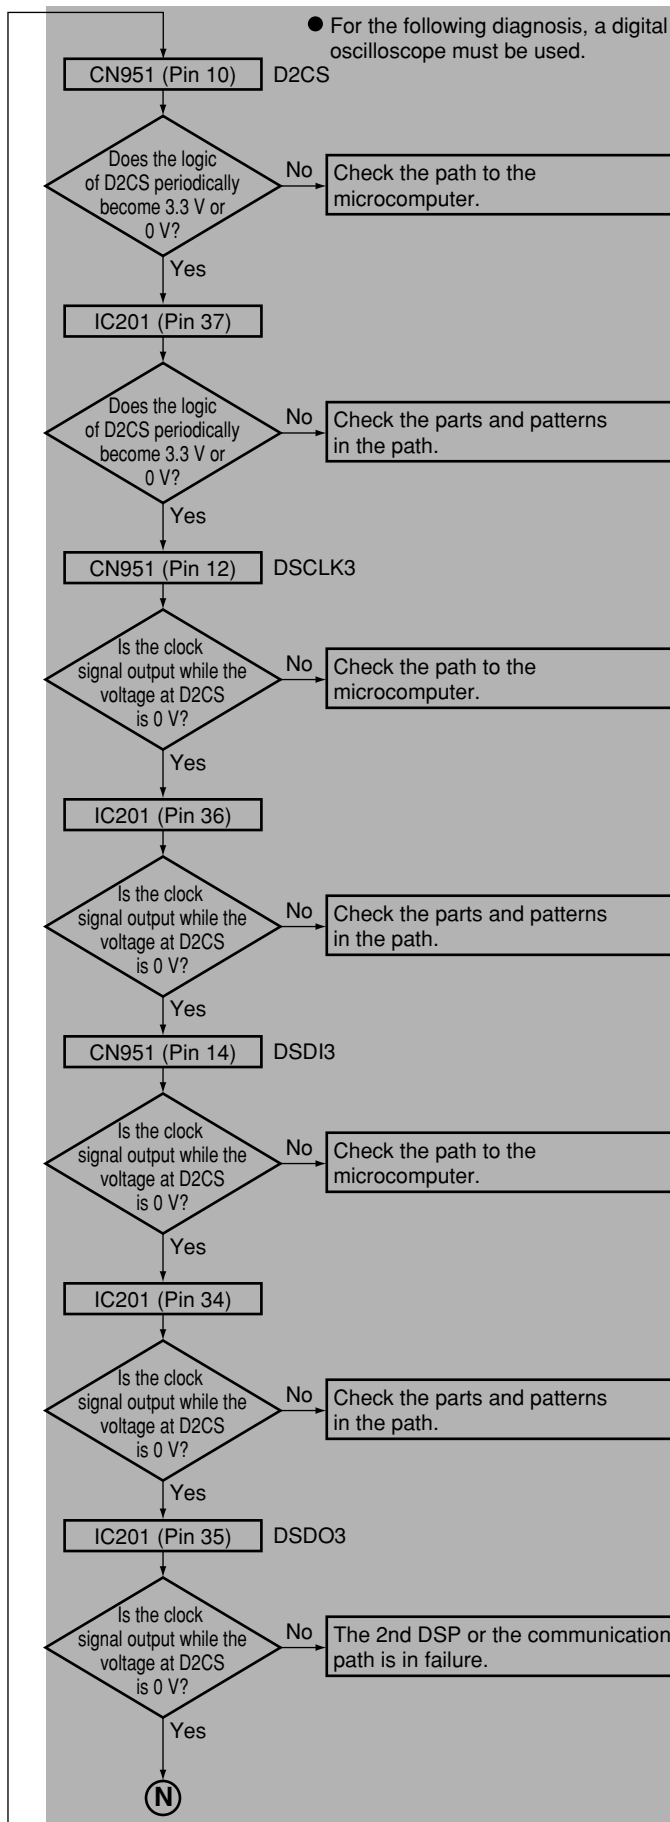 ● For the following diagnosis, a digital
oscilloscope must be used.
CN951 (Pin 10) D2CS
Does the logic
of D2CS periodically
become 3.3 V or
0 V?
No
Check the path to the
microcomputer.
Yes
IC201 (Pin 37)
Does the logic
of D2CS periodically
become 3.3 V or
0 V?
No
Check the parts and patterns
in the path.
Yes
CN951 (Pin 12) DSCLK3
Is the clock
signal output while the
voltage at D2CS
is 0 V?
No
Check the path to the
microcomputer.
Yes
IC201 (Pin 36)
Is the clock
signal output while the
voltage at D2CS
is 0 V?
No
Check the parts and patterns
in the path.
Yes
CN951 (Pin 14) DSDI3
Is the clock
signal output while the
voltage at D2CS
is 0 V?
No
Check the path to the
microcomputer.
Yes
IC201 (Pin 34)
Is the clock
signal output while the
voltage at D2CS
is 0 V?
No
Check the parts and patterns
in the path.
Yes
IC201 (Pin 35) DSDO3
Is the clock
signal output while the
voltage at D2CS
is 0 V?
No
The 2nd DSP or the communication
path is in failure.
Yes
N